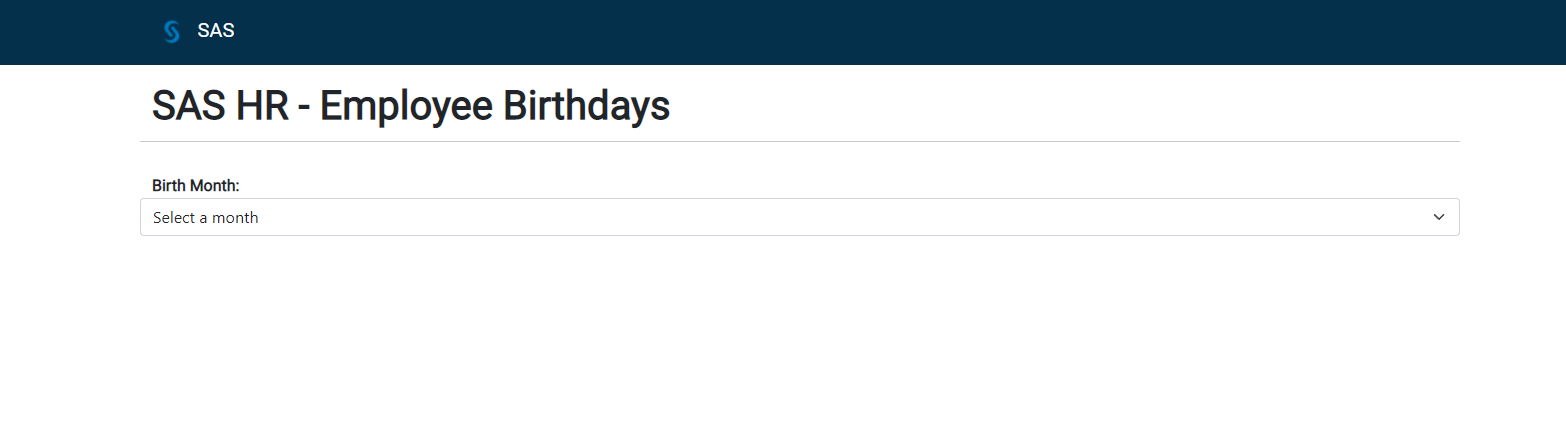 SAS
SAS HR - Employee Birthdays
Birth Month:
Select a month